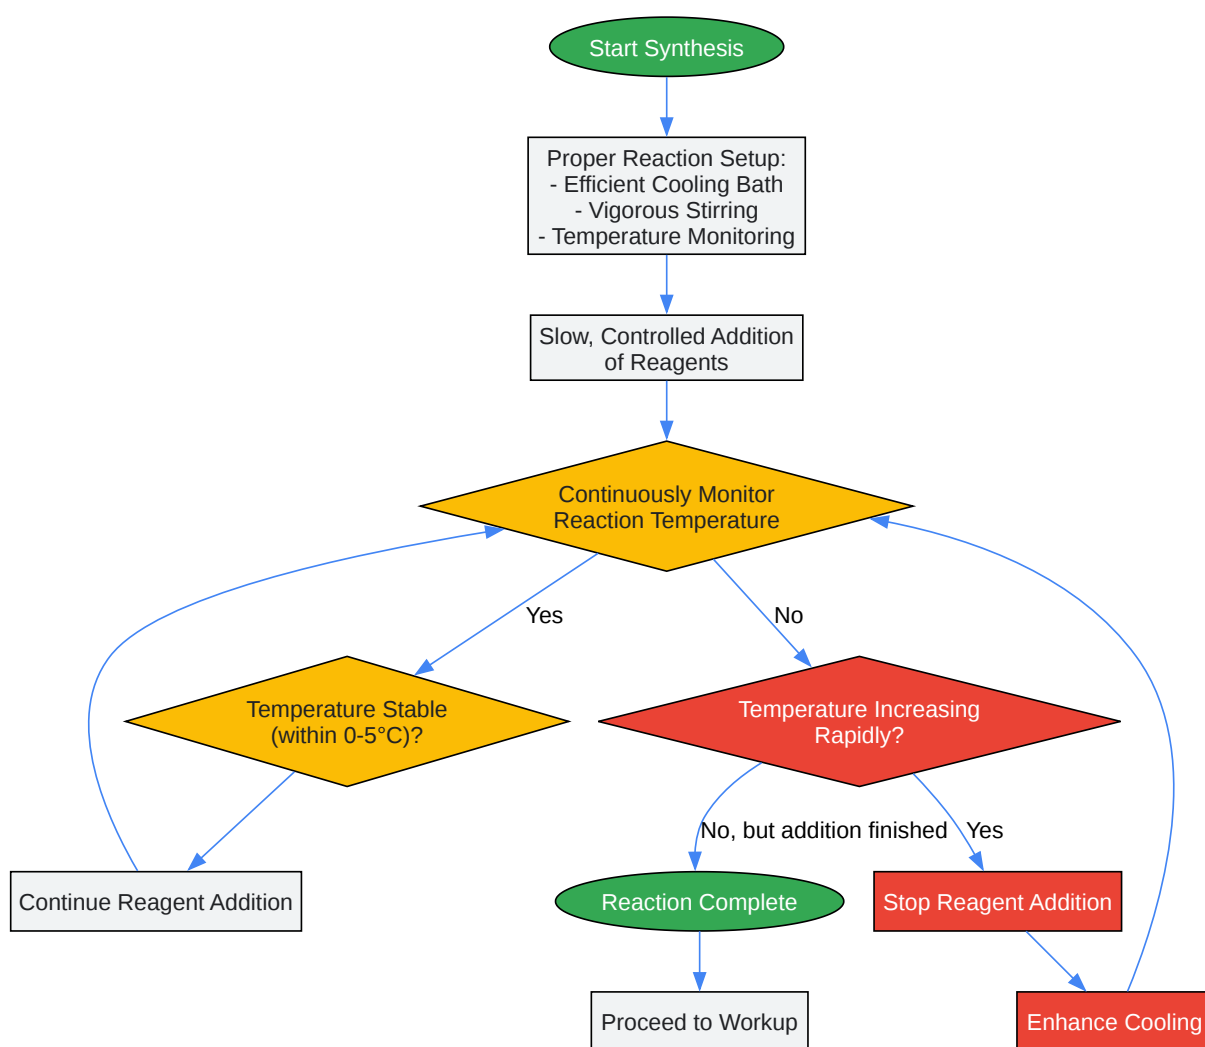 Start Synthesis
Proper Reaction Setup:
- Efficient Cooling Bath
- Vigorous Stirring
- Temperature Monitoring
Slow, Controlled Addition
of Reagents
Continuously Monitor
Reaction Temperature
Yes
No
Temperature Stable
(within 0-5°C)?
Temperature Increasing
Rapidly?
No, but addition finished
Yes
Continue Reagent Addition
Reaction Complete
Stop Reagent Addition
Proceed to Workup
Enhance Cooling